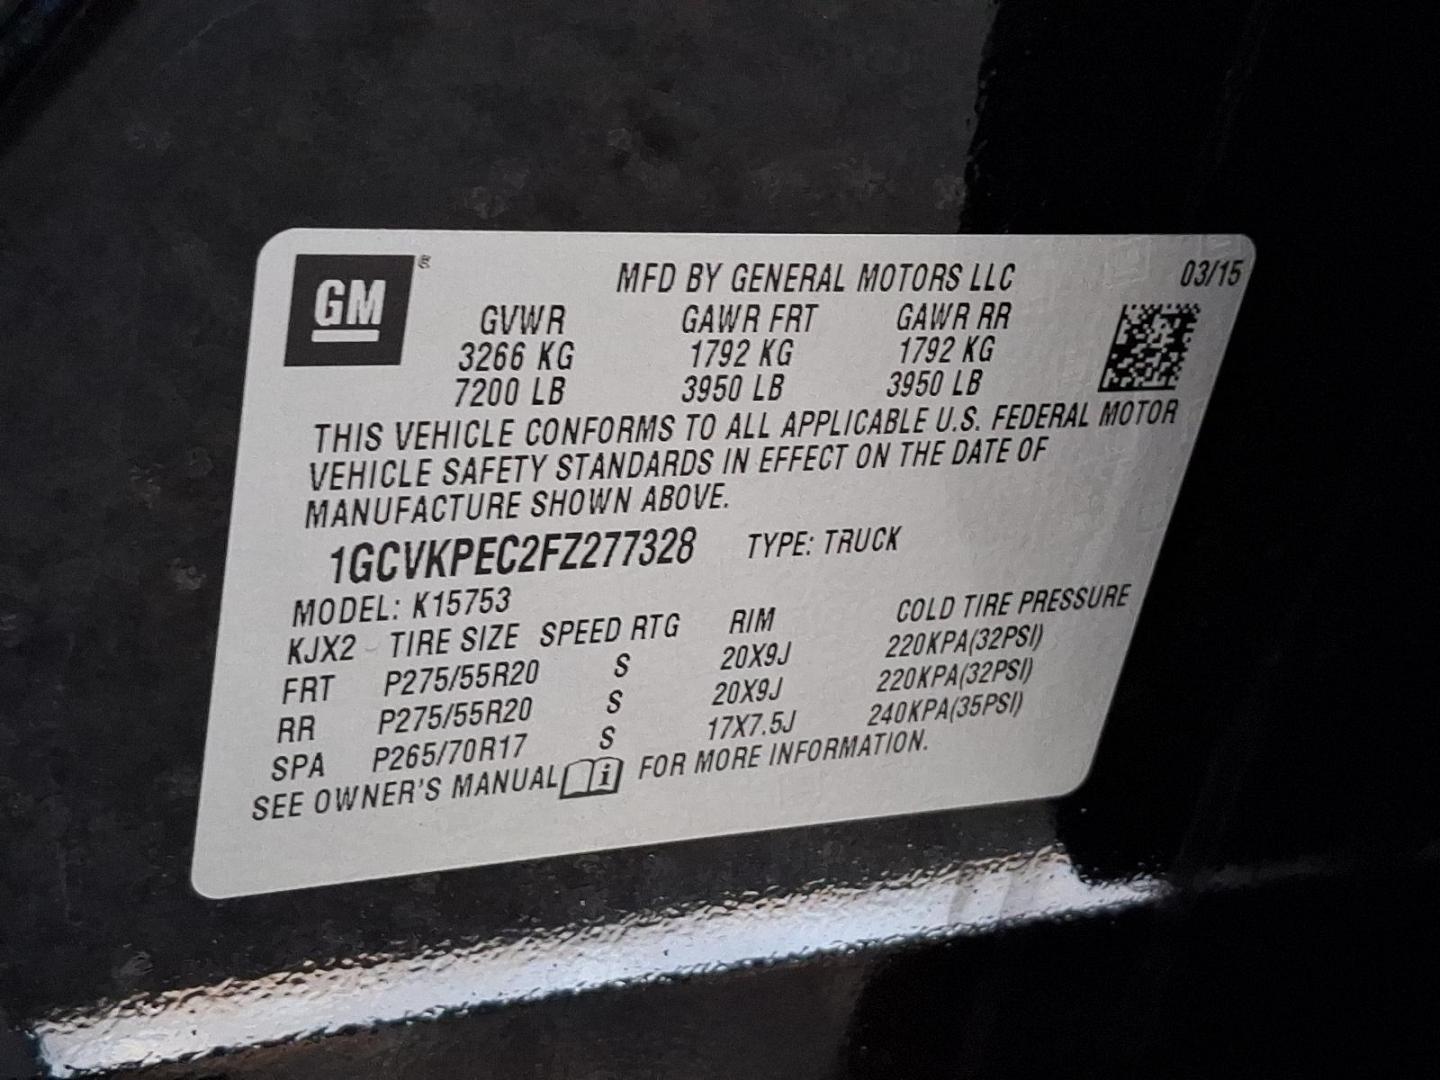 GM ® MFD BY GENERAL MOTORS LLC 03/15
GVWR GAWR FRT GAWR RR
3266 KG 1792 KG 1792 KG
7200 LB 3950 LB 3950 LB
THIS VEHICLE CONFORMS TO ALL APPLICABLE U.S. FEDERAL MOTOR
VEHICLE SAFETY STANDARDS IN EFFECT ON THE DATE OF
MANUFACTURE SHOWN ABOVE.
1GCVKPEC2FZ277328 TYPE: TRUCK
MODEL: K15753
KJX2 TIRE SIZE SPEED RTG RIM COLD TIRE PRESSURE
FRT P275/55R20 S 20X9J 220KPA(32PSI)
RR P275/55R20 S 20X9J 220KPA(32PSI)
SPA P265/70R17 S 17X7.5J 240KPA(35PSI)
SEE OWNER'S MANUAL i FOR MORE INFORMATION.